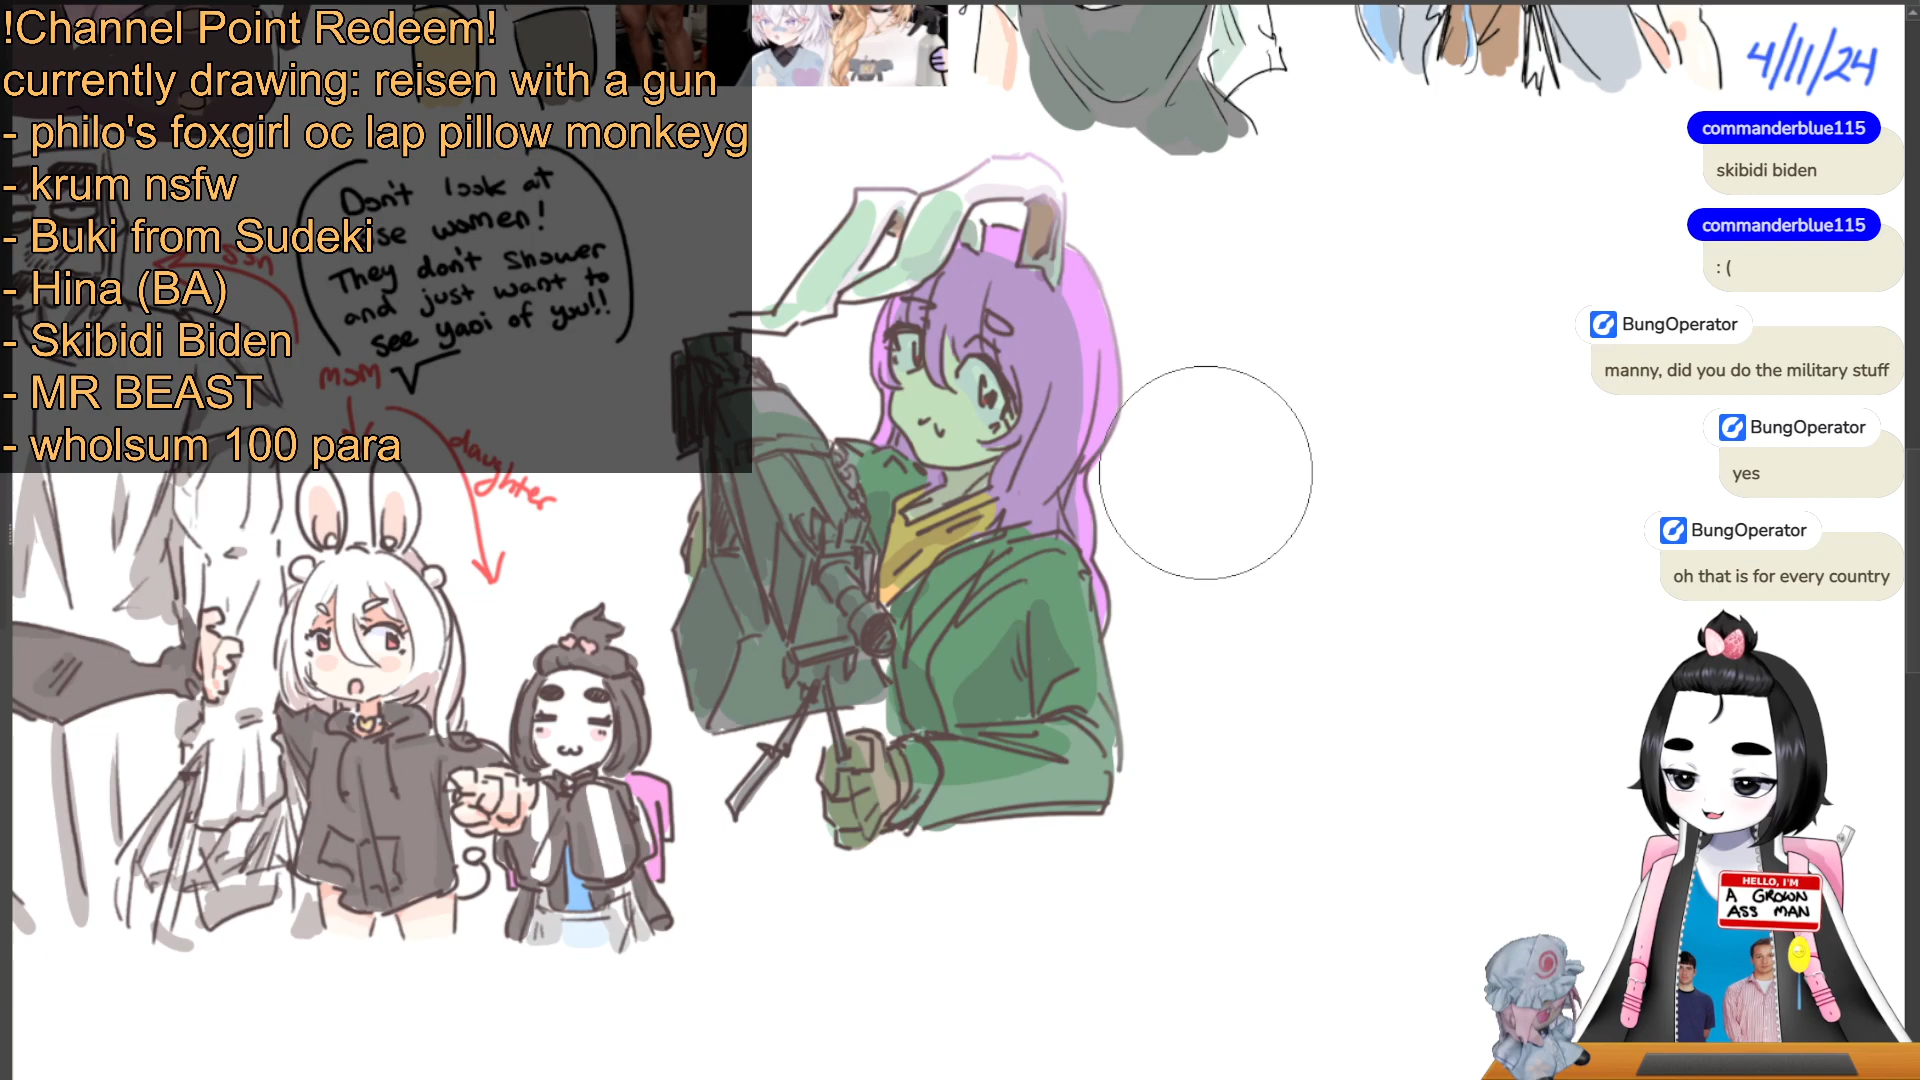 !Channel Point Redeem!
currently drawing: reisen with a gun
- philo's foxgirl oc lap pillow monkeyg
- krum nsfw
- Buki from Sudeki
- Hina (BA)
- Skibidi Biden
- MR BEAST
- wholsum 100 para
Don't look at
women!
They don't shower
and just want to
see yaoi of you!!
son
mom
daughter
4/11/24
commanderblue115
skibidi biden
commanderblue115
: (
BungOperator
manny, did you do the military stuff
BungOperator
yes
BungOperator
oh that is for every country
HELLO, I'M
A GROWN
ASS MAN